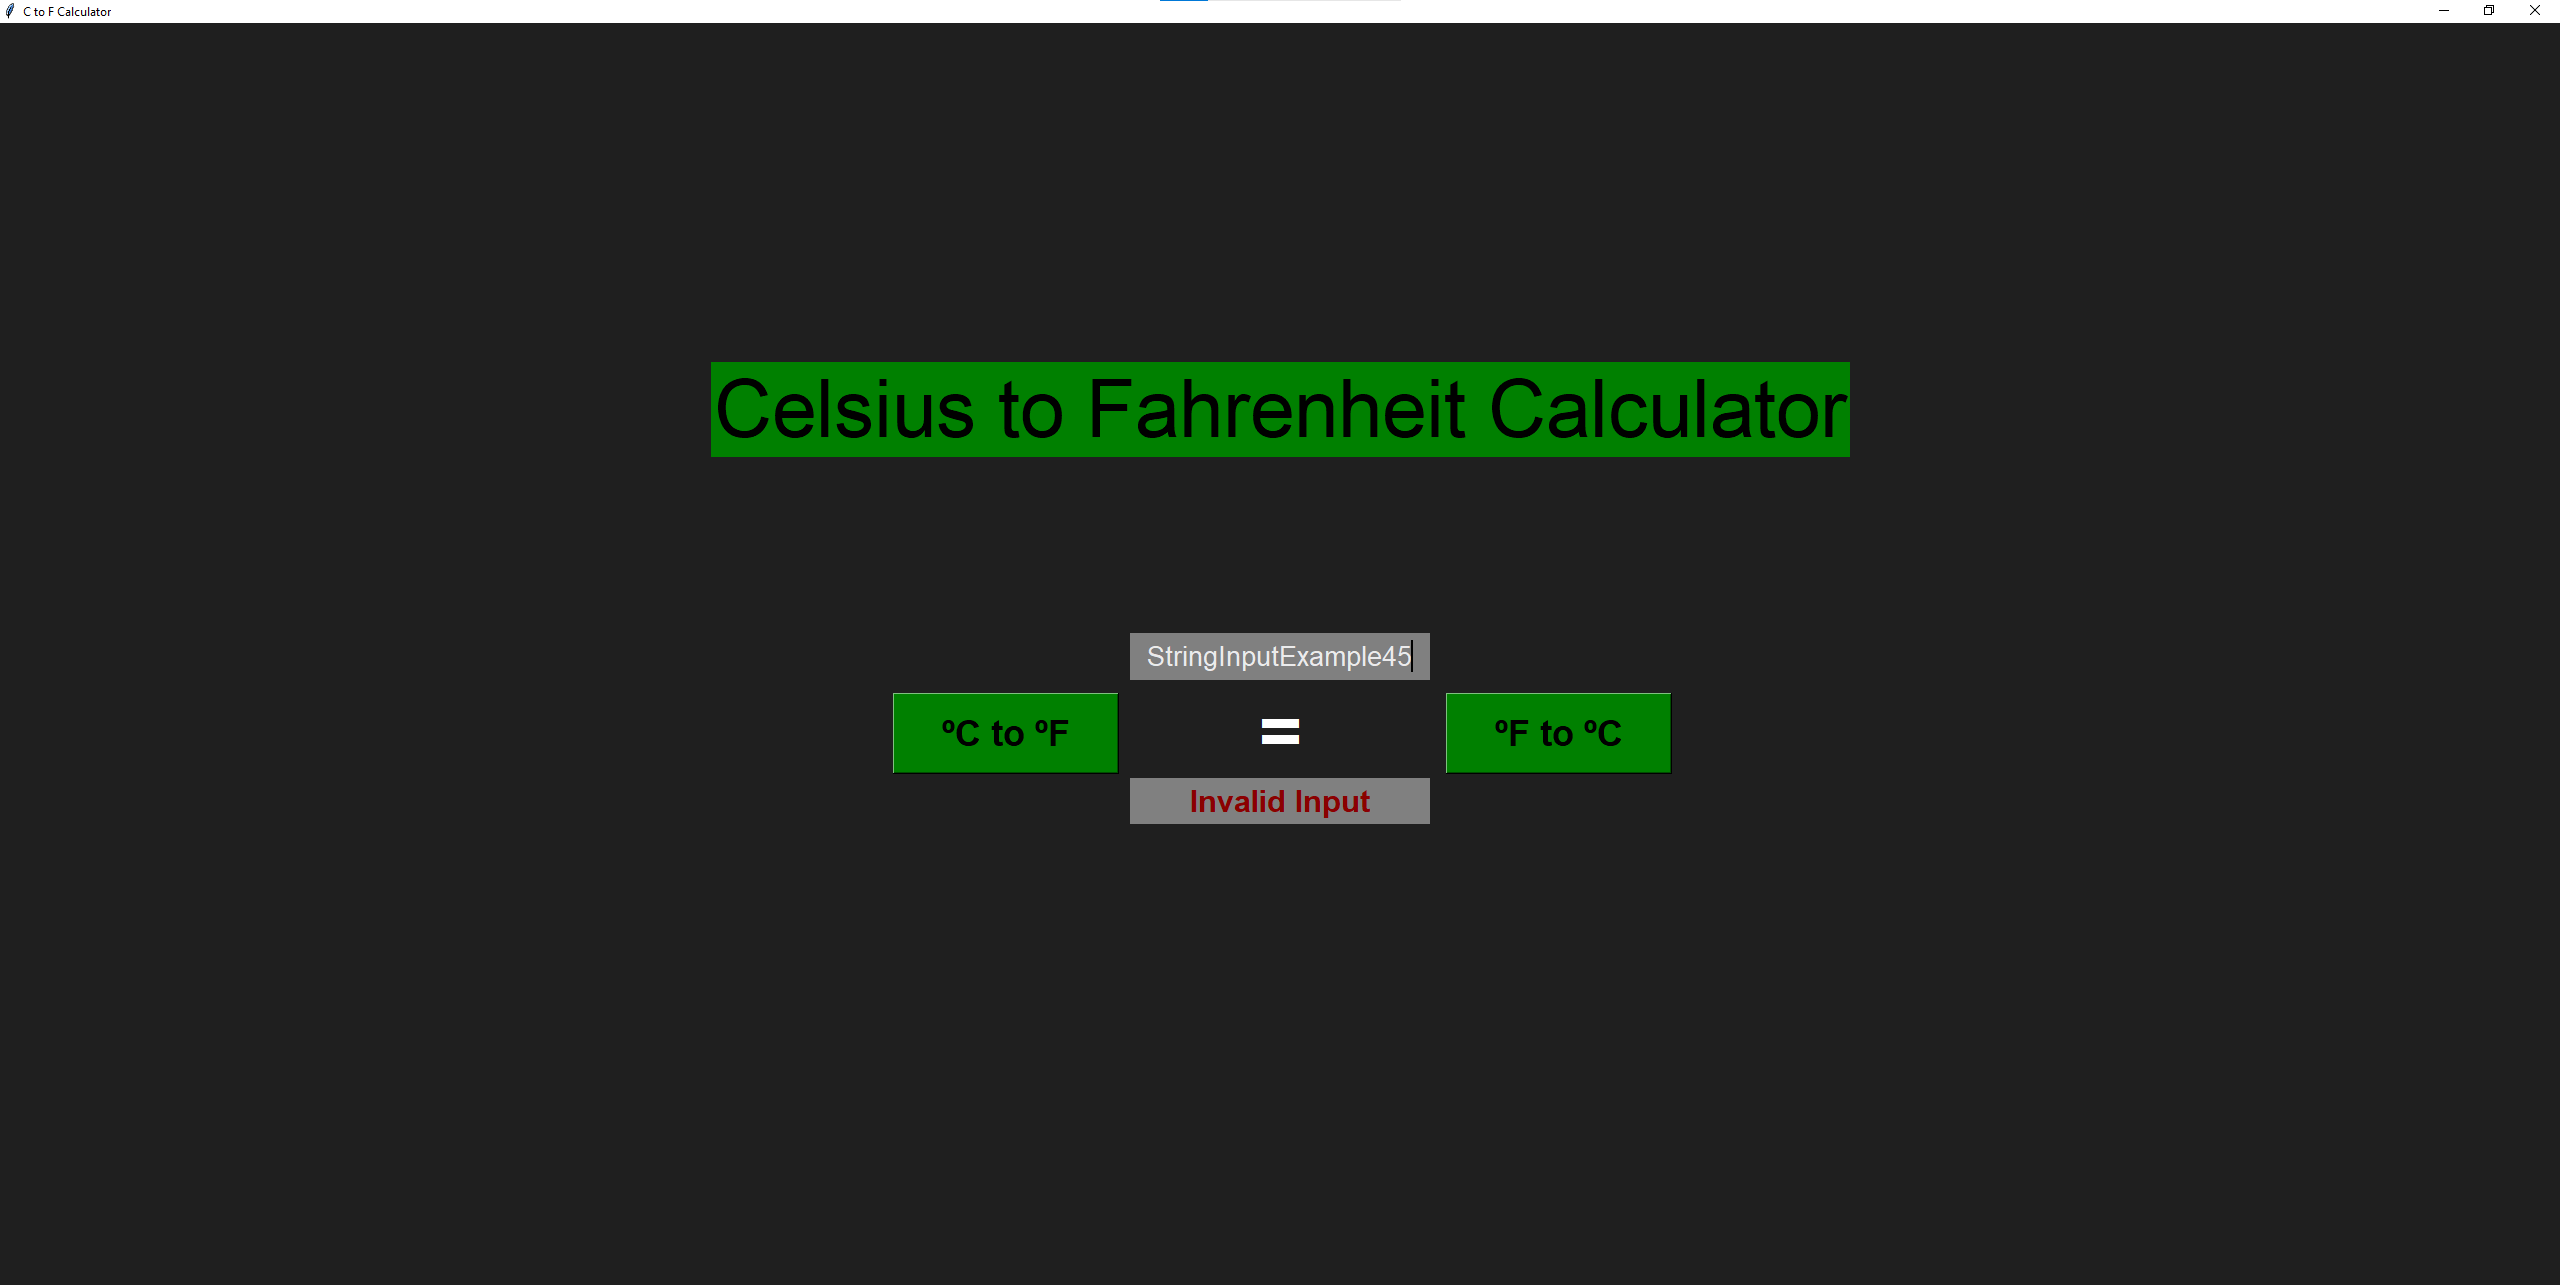 C to F Calculator
Celsius to Fahrenheit Calculator
StringInputExample45
ºC to ºF
=
ºF to ºC
Invalid Input